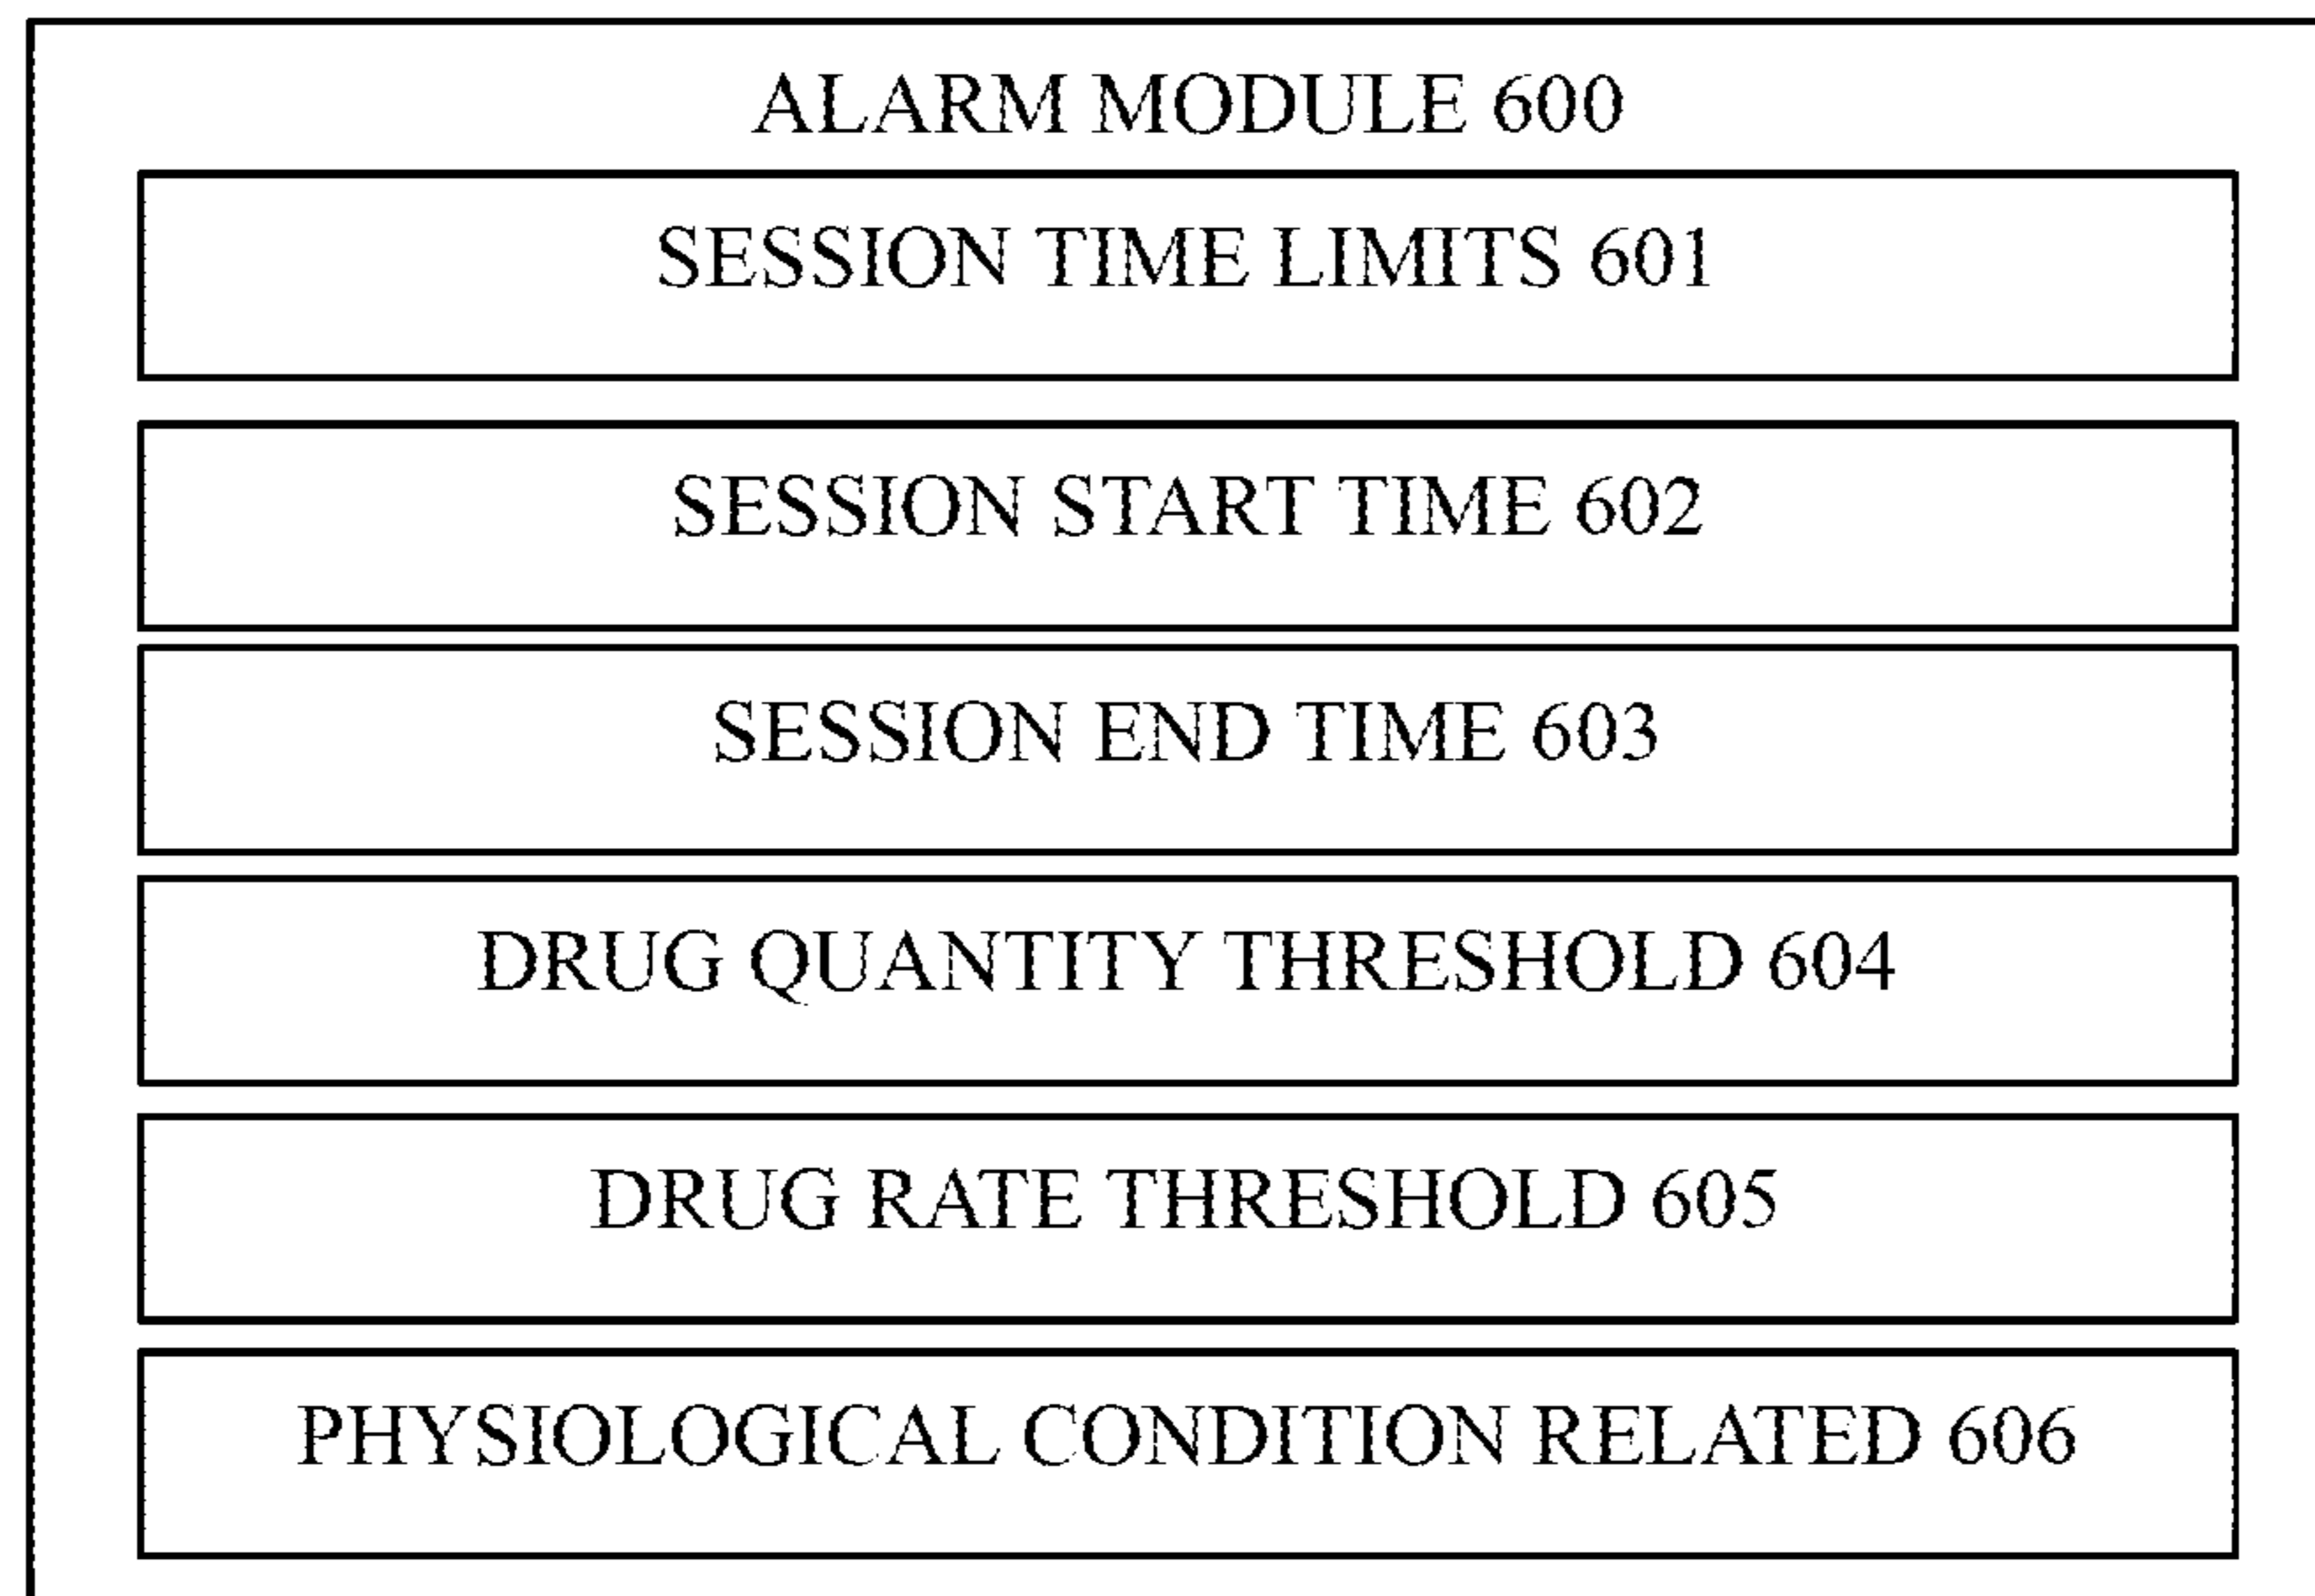 ALARM MODULE 600
SESSION TIME LIMITS 601
SESSION START TIME 602
SESSION END TIME 603
DRUG QUANTITY THRESHOLD 604
DRUG RATE THRESHOLD 605
PHYSIOLOGICAL CONDITION RELATED 606